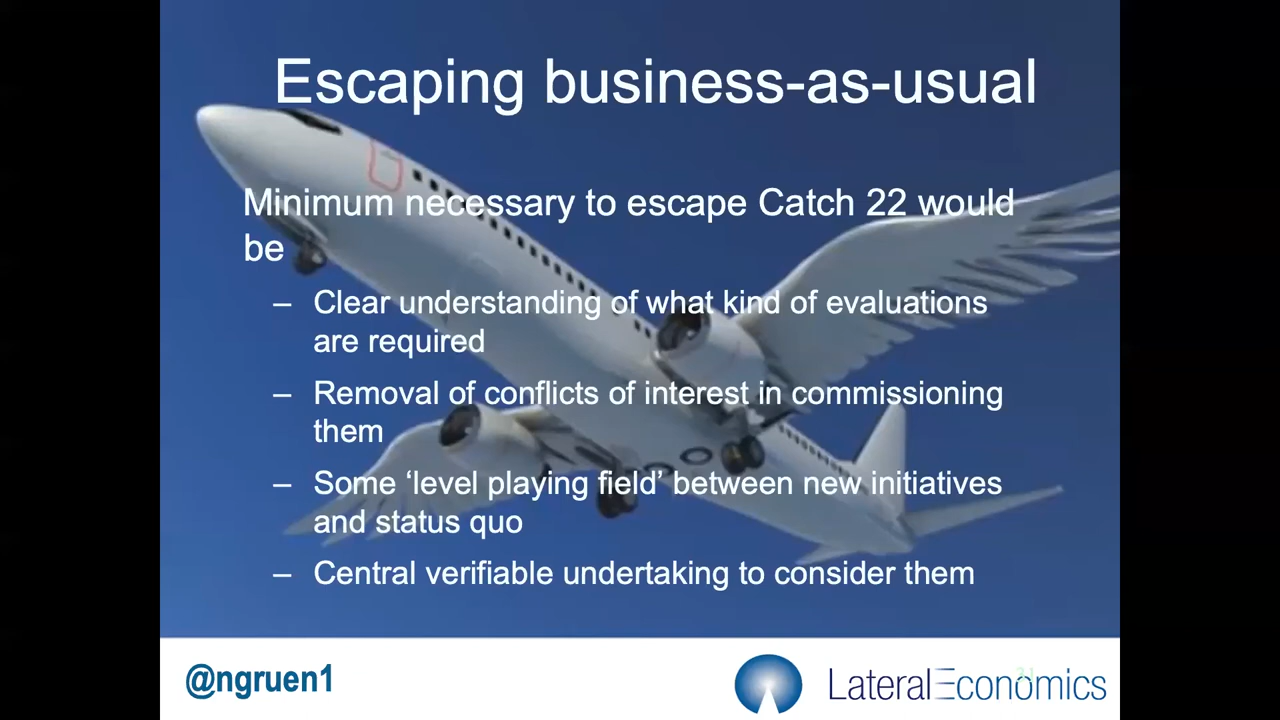 Escaping business-as-usual
Minimum necessary to escape Catch 22 would
be
– Clear understanding of what kind of evaluations
are required
– Removal of conflicts of interest in commissioning
them
– Some ‘level playing field’ between new initiatives
and status quo
– Central verifiable undertaking to consider them
@ngruen1
31
LateralEconomics